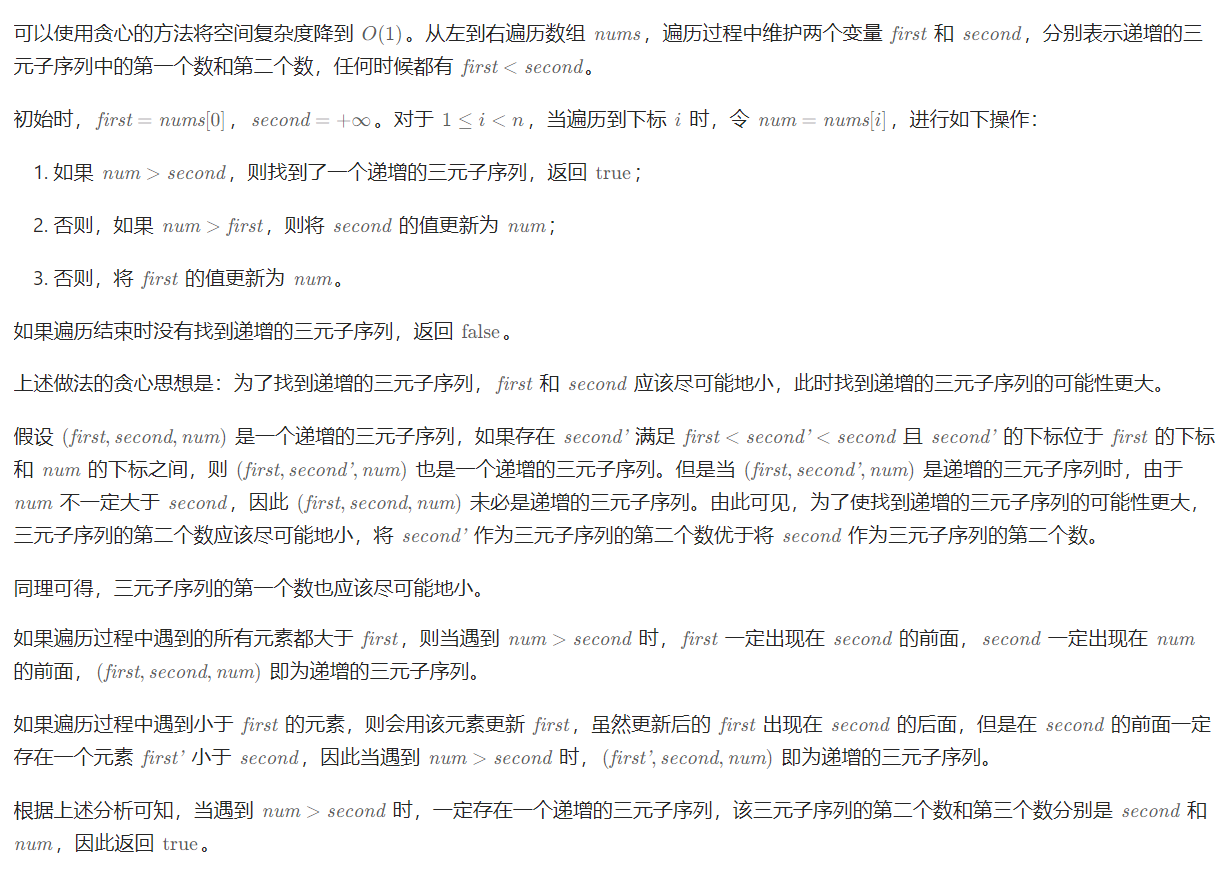 可以使用贪心的方法将空间复杂度降到 O(1)。从左到右遍历数组 nums，遍历过程中维护两个变量 first 和 second，分别表示递增的三
元子序列中的第一个数和第二个数，任何时候都有 first < second。
初始时，first = nums[0]，second = +∞。对于 1 ≤ i < n，当遍历到下标 i 时，令 num = nums[i]，进行如下操作：
1. 如果 num > second，则找到了一个递增的三元子序列，返回 true；
2. 否则，如果 num > first，则将 second 的值更新为 num；
3. 否则，将 first 的值更新为 num。
如果遍历结束时没有找到递增的三元子序列，返回 false。
上述做法的贪心思想是：为了找到递增的三元子序列，first 和 second 应该尽可能地小，此时找到递增的三元子序列的可能性更大。
假设 (first, second, num) 是一个递增的三元子序列，如果存在 second’ 满足 first < second’ < second 且 second’ 的下标位于 first 的下标
和 num 的下标之间，则 (first, second’, num) 也是一个递增的三元子序列。但是当 (first, second’, num) 是递增的三元子序列时，由于
num 不一定大于 second，因此 (first, second, num) 未必是递增的三元子序列。由此可见，为了使找到递增的三元子序列的可能性更大，
三元子序列的第二个数应该尽可能地小，将 second’ 作为三元子序列的第二个数优于将 second 作为三元子序列的第二个数。
同理可得，三元子序列的第一个数也应该尽可能地小。
如果遍历过程中遇到的所有元素都大于 first，则当遇到 num > second 时，first 一定出现在 second 的前面，second 一定出现在 num
的前面，(first, second, num) 即为递增的三元子序列。
如果遍历过程中遇到小于 first 的元素，则会用该元素更新 first，虽然更新后的 first 出现在 second 的后面，但是在 second 的前面一定
存在一个元素 first’ 小于 second，因此当遇到 num > second 时，(first’, second, num) 即为递增的三元子序列。
根据上述分析可知，当遇到 num > second 时，一定存在一个递增的三元子序列，该三元子序列的第二个数和第三个数分别是 second 和
num，因此返回 true。